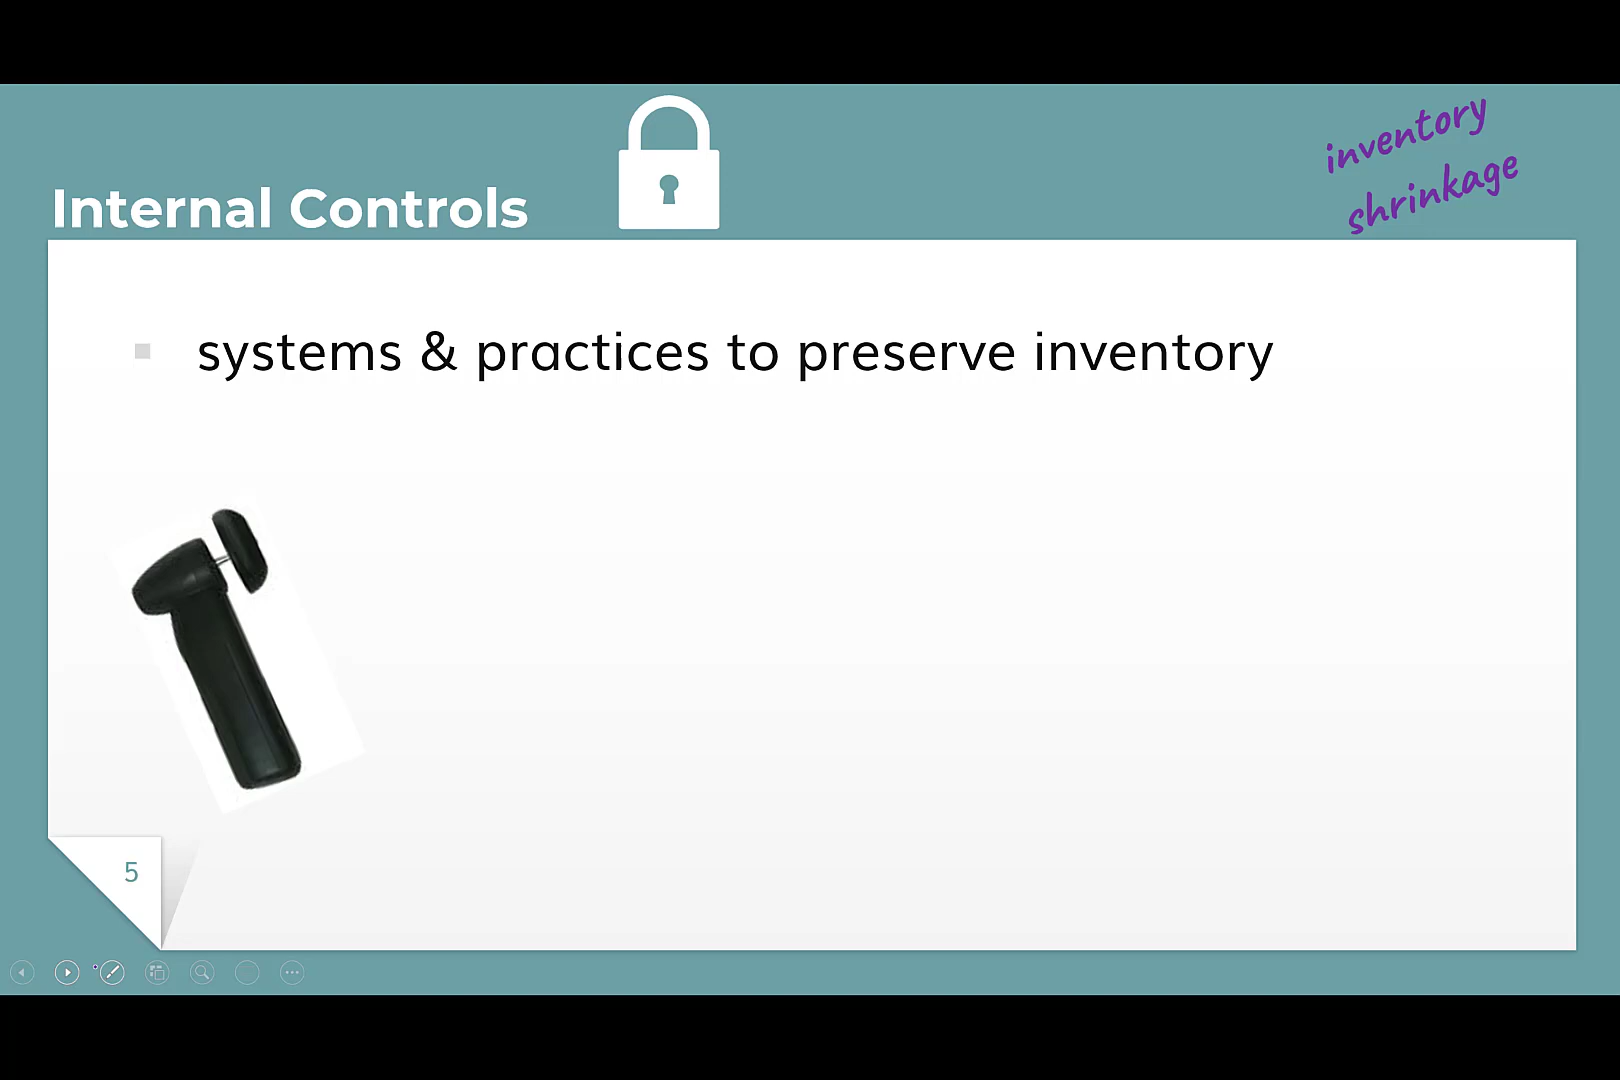 inventory
shrinkage
Internal Controls
systems & practices to preserve inventory
5